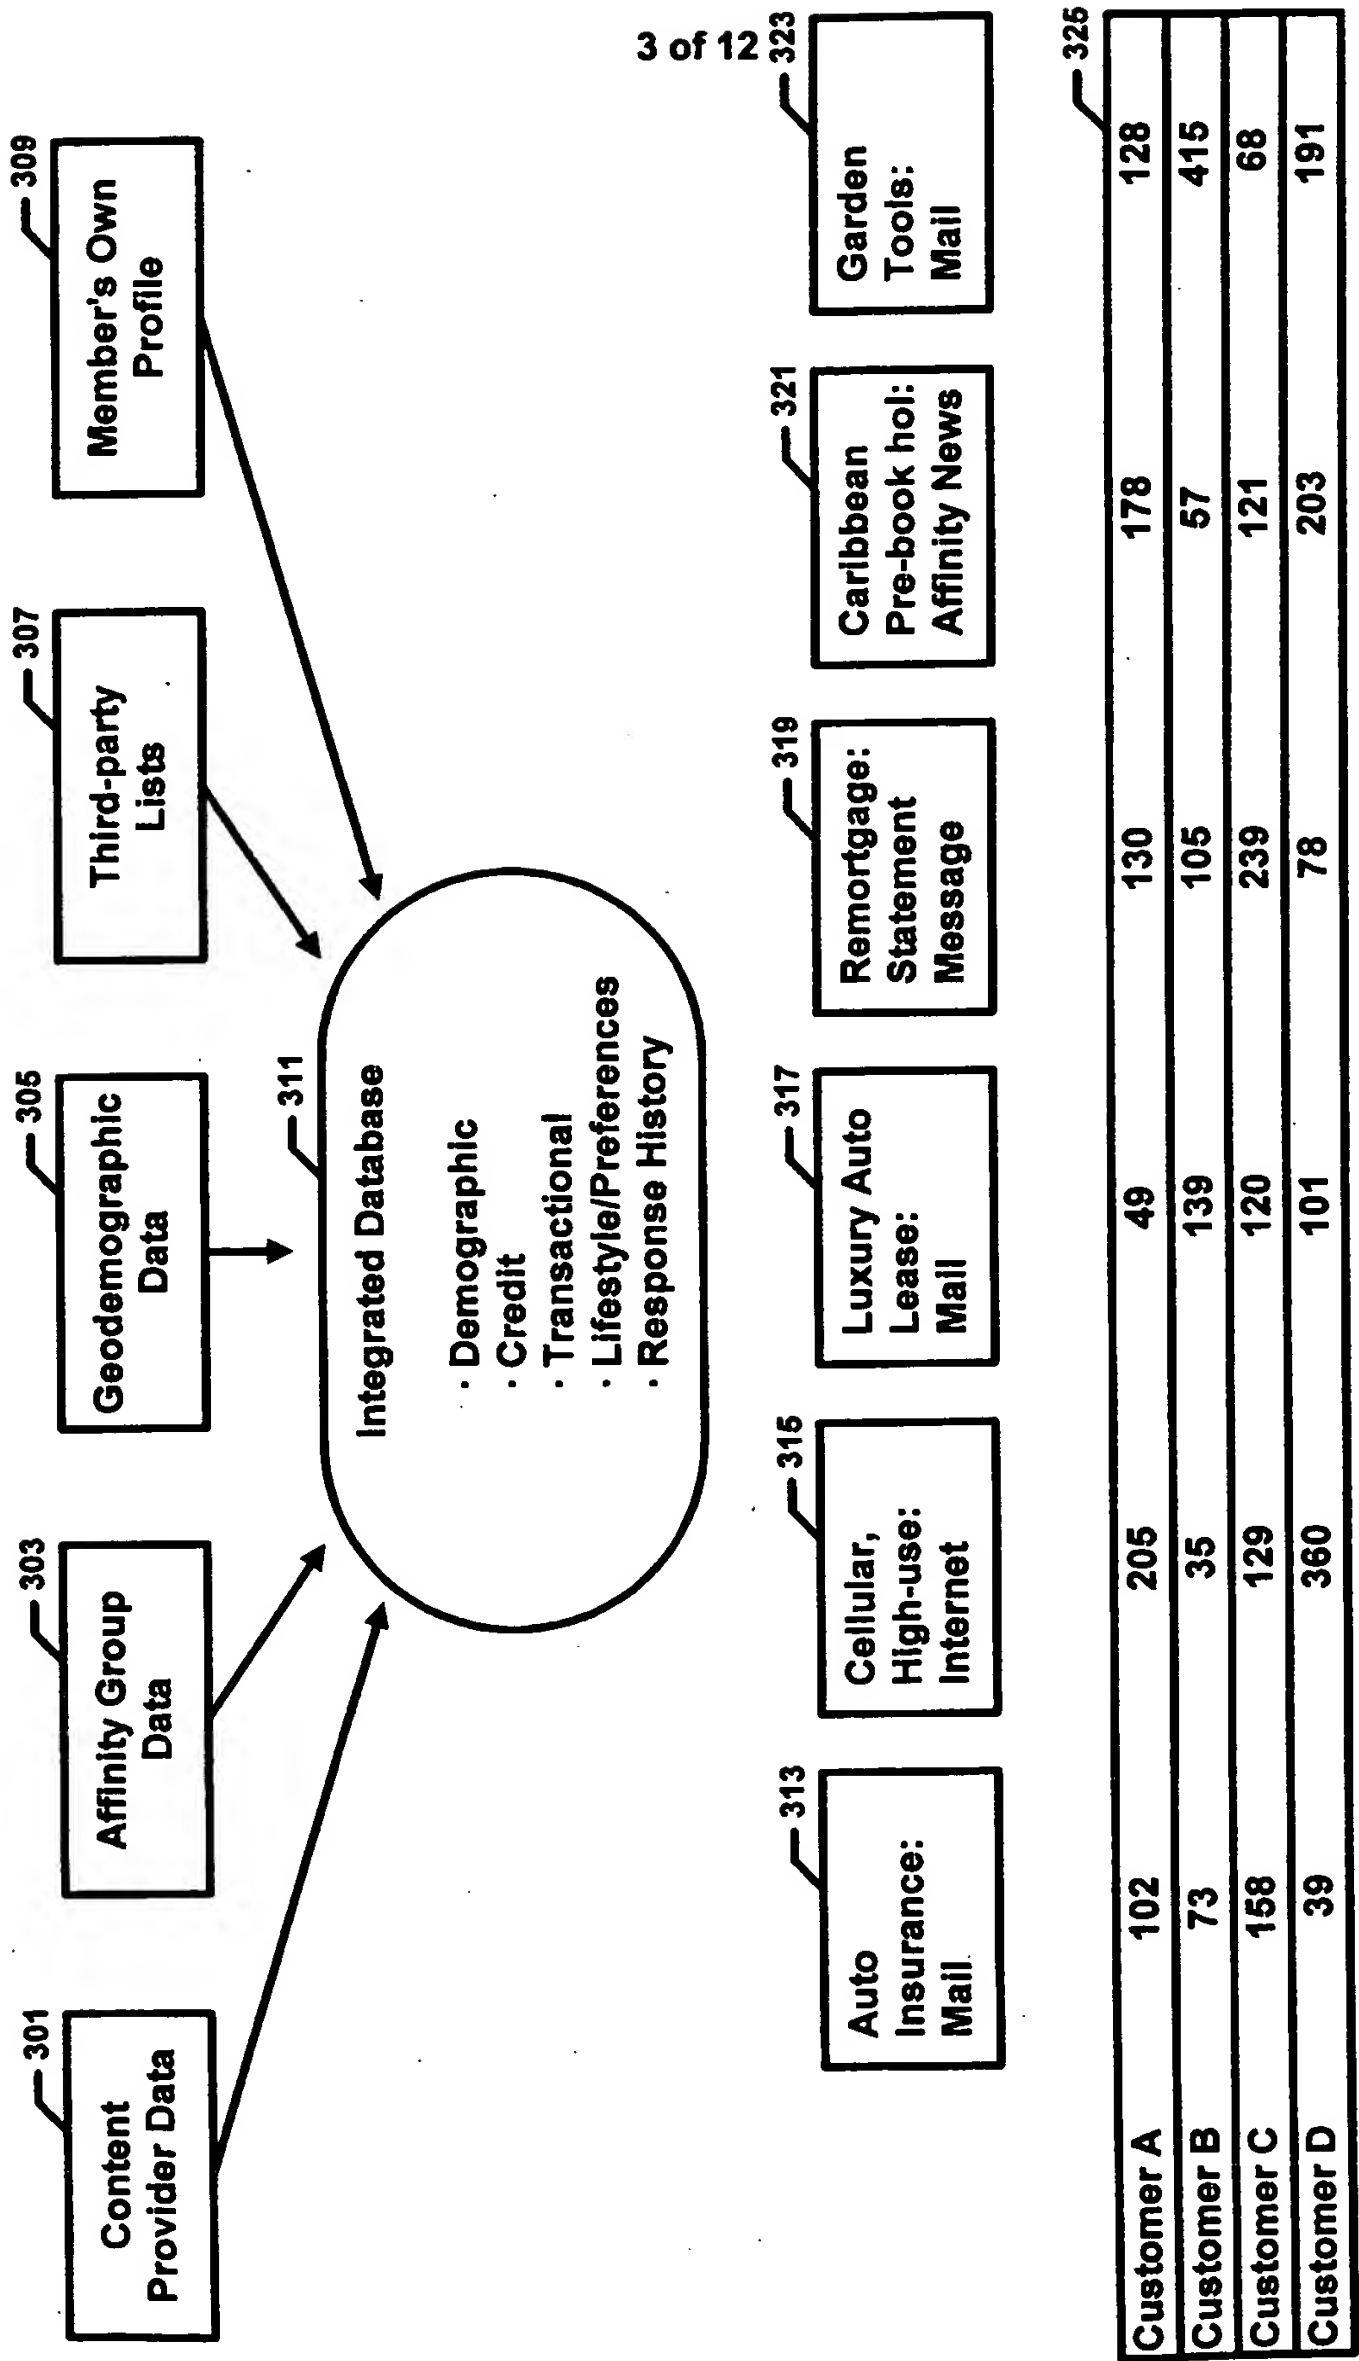 3 of 12
301
Content
Provider Data
303
Affinity Group
Data
305
Geodemographic
Data
307
Third-party
Lists
309
Member's Own
Profile
311
Integrated Database
· Demographic
· Credit
· Transactional
· Lifestyle/Preferences
· Response History
313
Auto
Insurance:
Mail
315
Cellular,
High-use:
Internet
317
Luxury Auto
Lease:
Mail
319
Remortgage:
Statement
Message
321
Caribbean
Pre-book hol:
Affinity News
323
Garden
Tools:
Mail
325
Customer A 102 205 49 130 178 128
Customer B 73 35 139 105 57 415
Customer C 158 129 120 239 121 68
Customer D 39 360 101 78 203 191